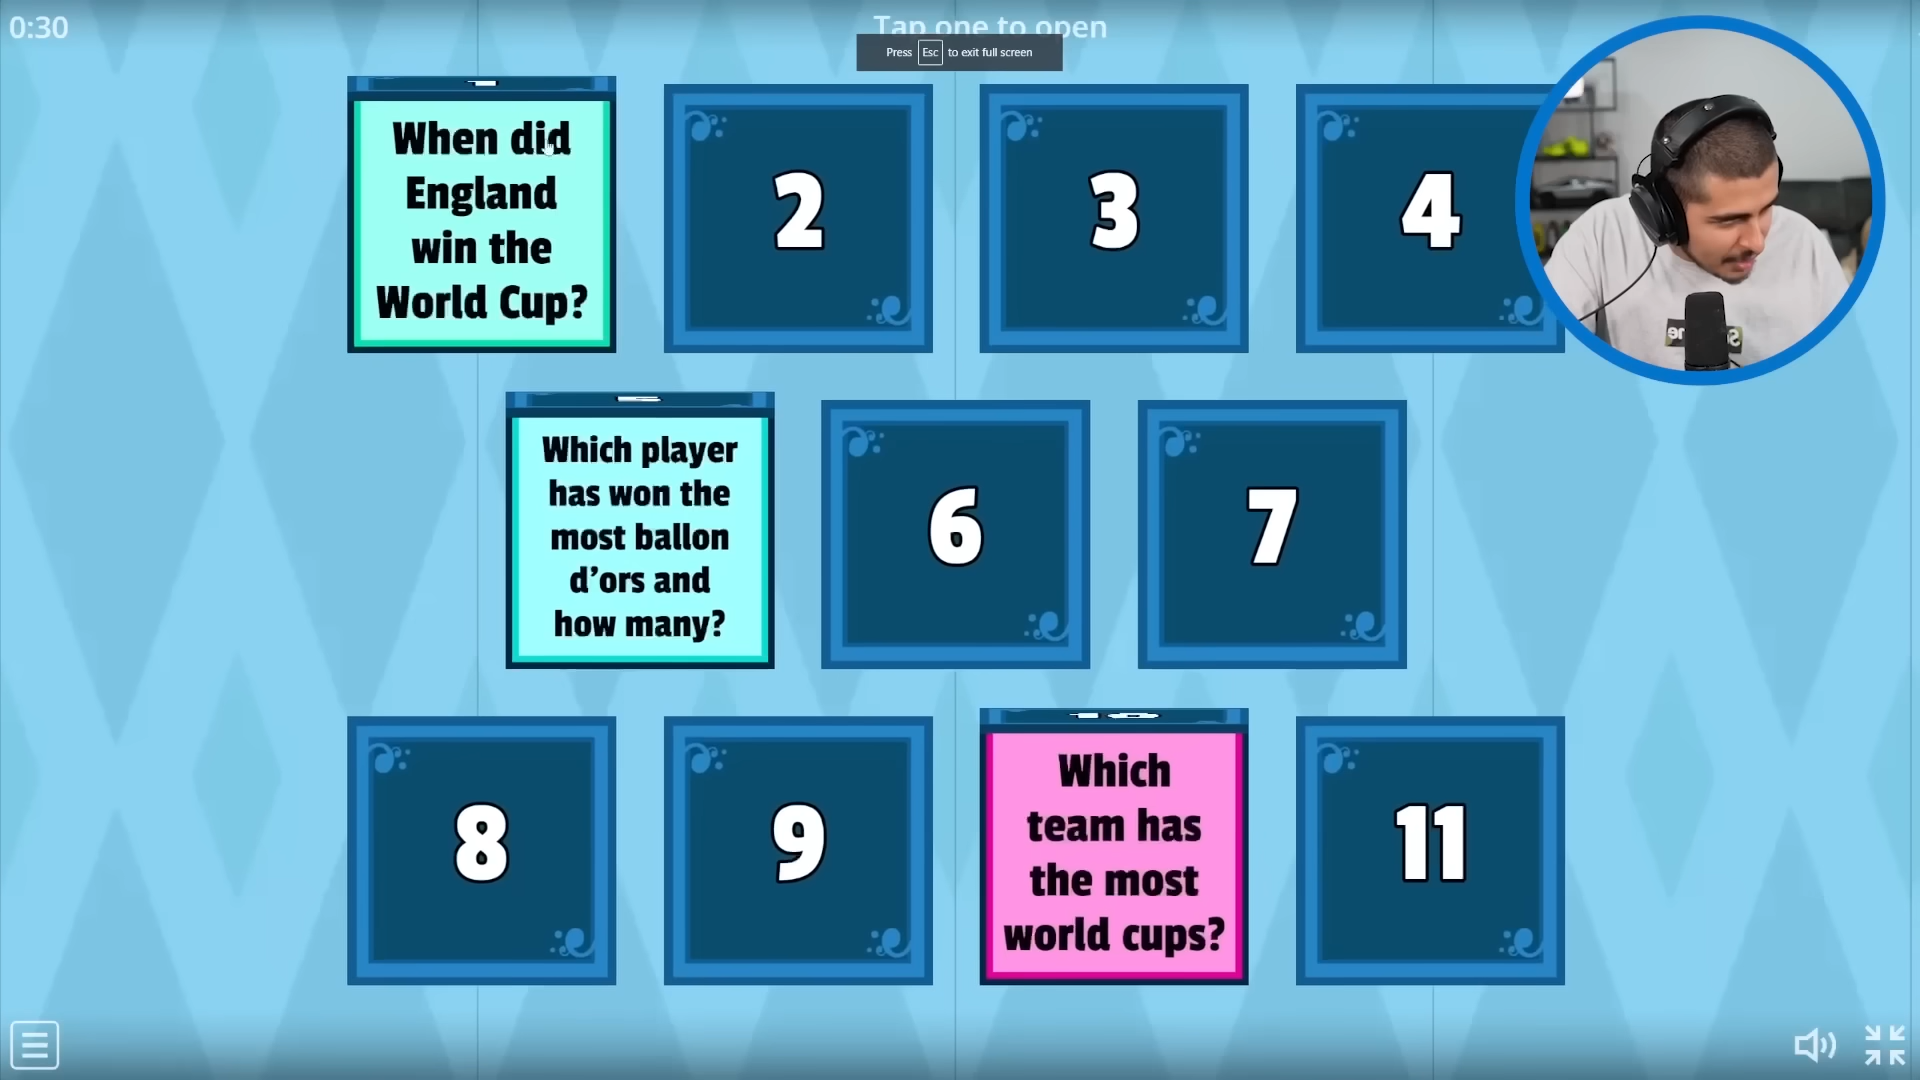 0:30
Tap one to open
Press Esc to exit full screen
When did
England
win the
World Cup?
2
3
4
Which player
has won the
most ballon
d’ors and
how many?
6
7
8
9
Which
team has
the most
world cups?
11